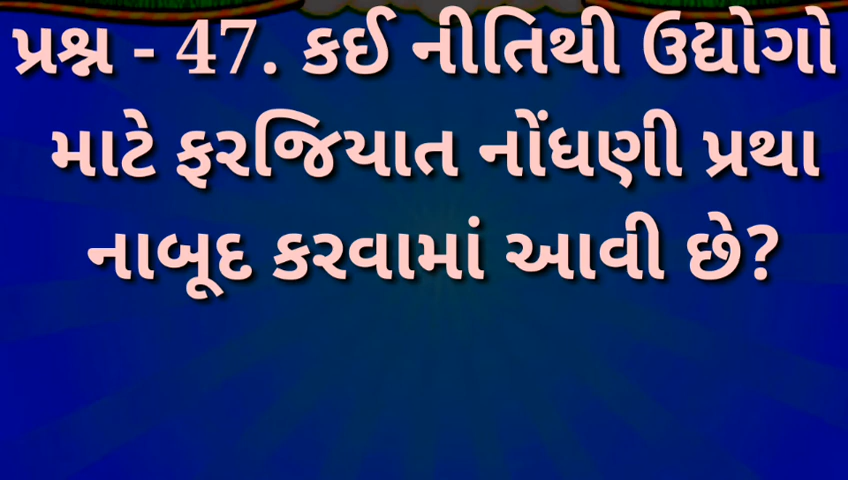 પ્રશ્ન - 47. કઈ નીતિથી ઉદ્યોગો
માટે ફરજિયાત નોંધણી પ્રથા
નાબૂદ કરવામાં આવી છે?